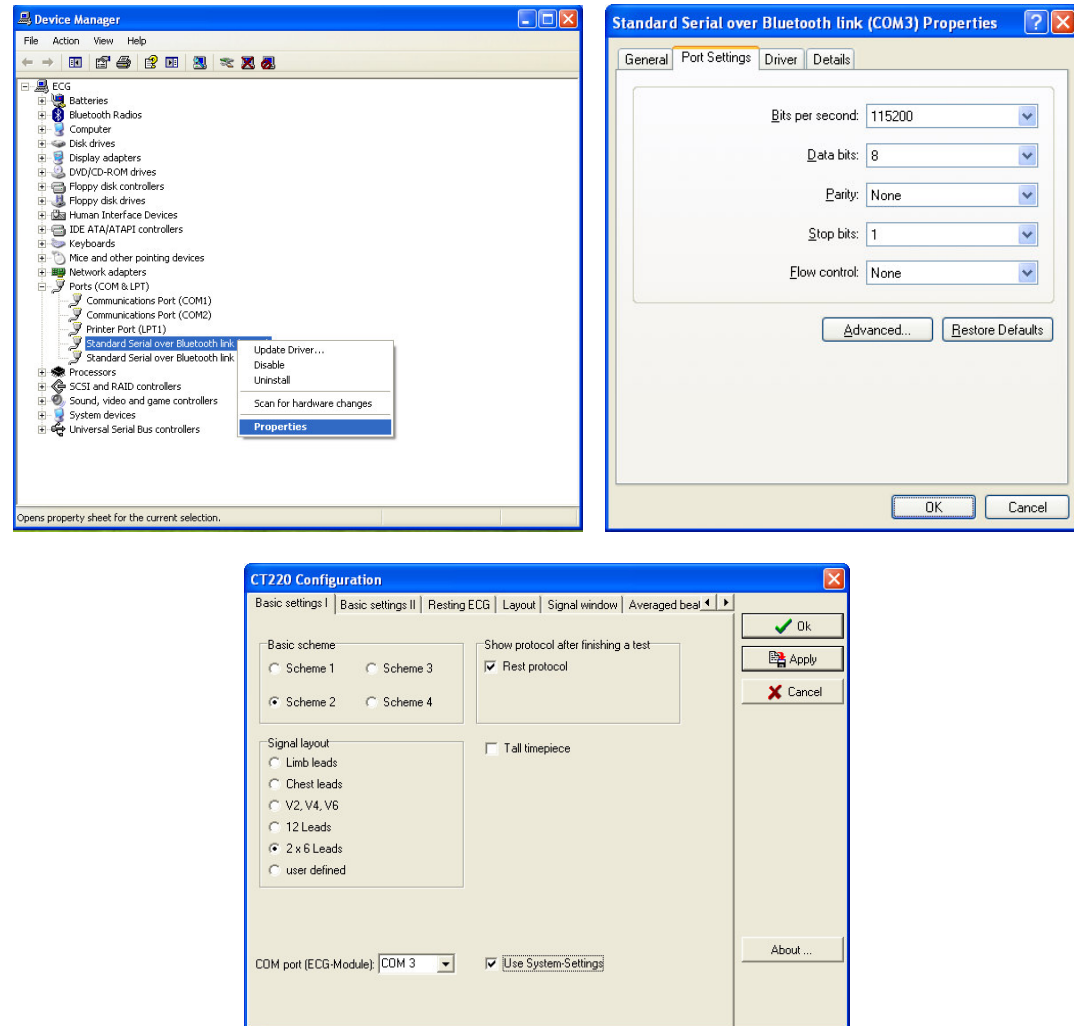 Device Manager
File Action View Help
ECG
Batteries
Bluetooth Radios
Computer
Disk drives
Display adapters
DVD/CD-ROM drives
Floppy disk controllers
Floppy disk drives
Human Interface Devices
IDE ATA/ATAPI controllers
Keyboards
Mice and other pointing devices
Network adapters
Ports (COM & LPT)
Communications Port (COM1)
Communications Port (COM2)
Printer Port (LPT1)
Standard Serial over Bluetooth link
Standard Serial over Bluetooth link
Processors
SCSI and RAID controllers
Sound, video and game controllers
System devices
Universal Serial Bus controllers
Update Driver...
Disable
Uninstall
Scan for hardware changes
Properties
Opens property sheet for the current selection.
Standard Serial over Bluetooth link (COM3) Properties
General Port Settings Driver Details
Bits per second: 115200
Data bits: 8
Parity: None
Stop bits: 1
Flow control: None
Advanced... Restore Defaults
OK Cancel
CT220 Configuration
Basic settings I Basic settings II Resting ECG Layout Signal window Averaged beat
Ok
Apply
Cancel
Basic scheme
Scheme 1 Scheme 3
Scheme 2 Scheme 4
Show protocol after finishing a test
Rest protocol
Signal layout
Limb leads
Chest leads
V2, V4, V6
12 Leads
2 x 6 Leads
user defined
Tall timepiece
COM port (ECG-Module): COM 3
Use System-Settings
About ...